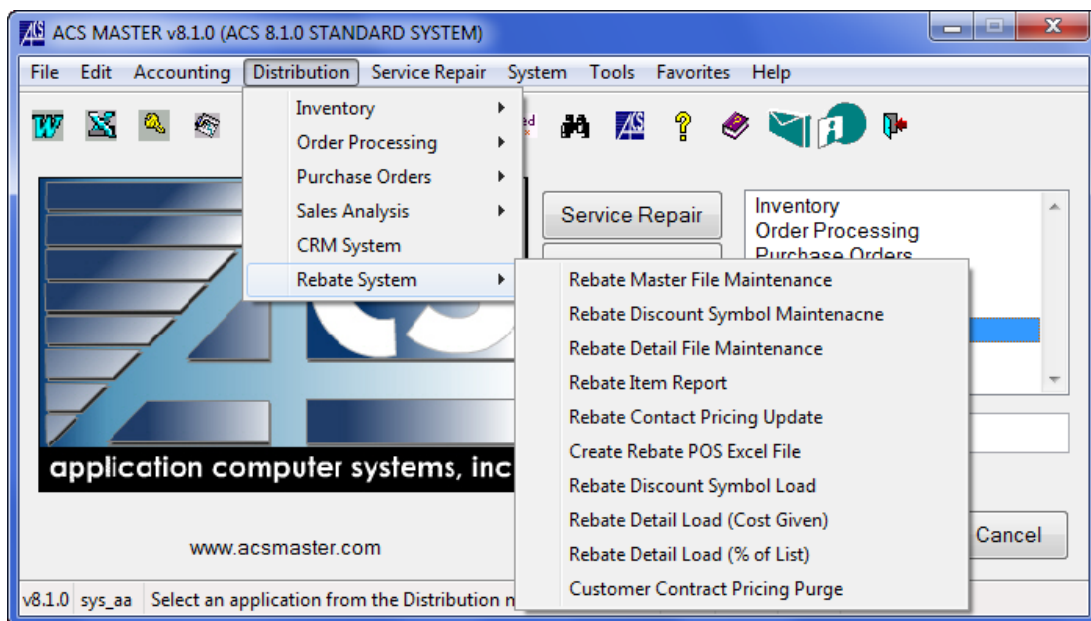 ACS MASTER v8.1.0 (ACS 8.1.0 STANDARD SYSTEM)
File Edit Accounting Distribution Service Repair System Tools Favorites Help
Inventory
Order Processing
Purchase Orders
Sales Analysis
CRM System
Rebate System
Rebate Master File Maintenance
Rebate Discount Symbol Maintenacne
Rebate Detail File Maintenance
Rebate Item Report
Rebate Contact Pricing Update
Create Rebate POS Excel File
Rebate Discount Symbol Load
Rebate Detail Load (Cost Given)
Rebate Detail Load (% of List)
Customer Contract Pricing Purge
Service Repair
Inventory
Order Processing
Purchase Orders
application computer systems, inc
www.acsmaster.com
Cancel
v8.1.0 sys_aa Select an application from the Distribution